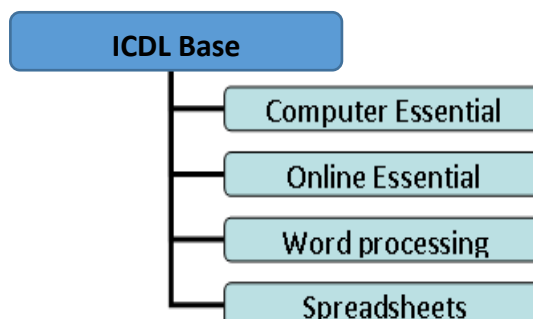 ICDL Base
Computer Essential
Online Essential
Word processing
Spreadsheets